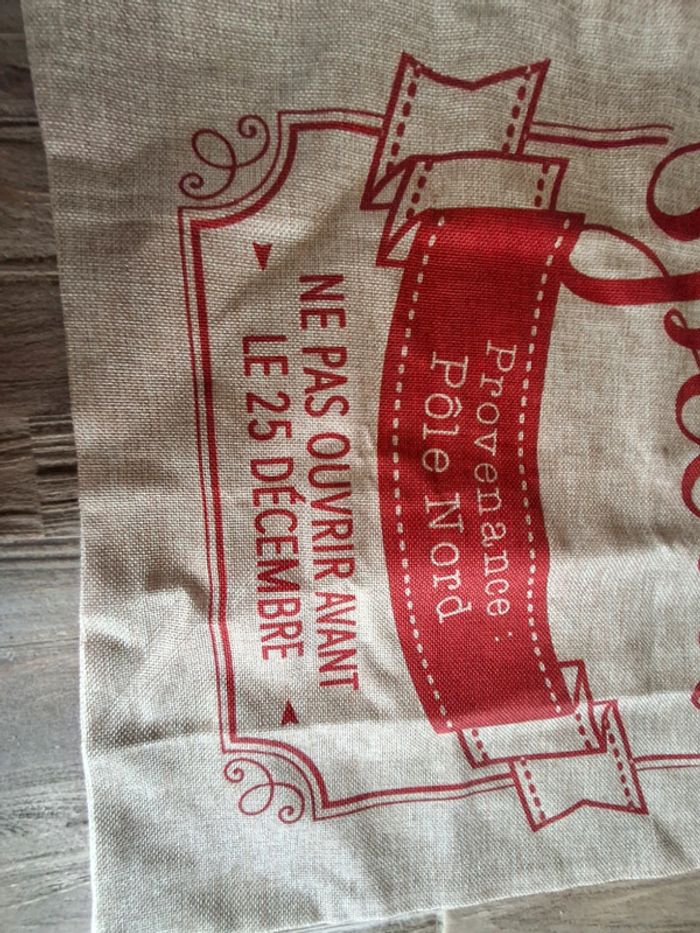 Provenance :
Pôle Nord
NE PAS OUVRIR AVANT
LE 25 DÉCEMBRE